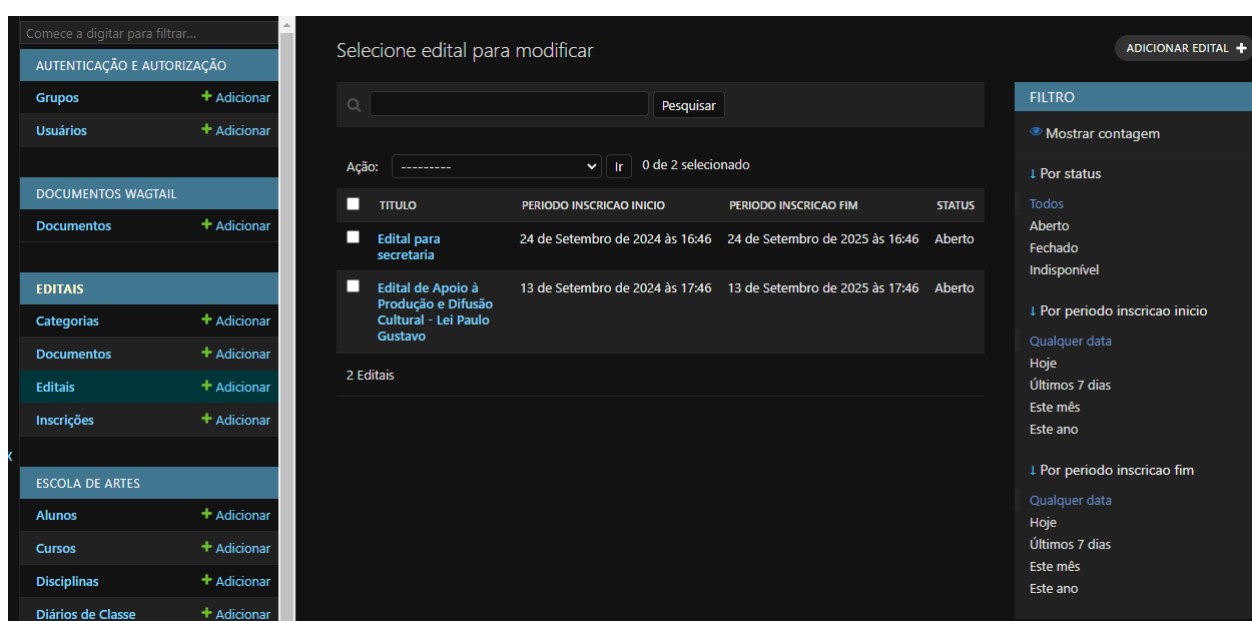 Comece a digitar para filtrar...
AUTENTICAÇÃO E AUTORIZAÇÃO
Grupos + Adicionar
Usuários + Adicionar
DOCUMENTOS WAGTAIL
Documentos + Adicionar
EDITAIS
Categorias + Adicionar
Documentos + Adicionar
Editais + Adicionar
Inscrições + Adicionar
ESCOLA DE ARTES
Alunos + Adicionar
Cursos + Adicionar
Disciplinas + Adicionar
Diários de Classe + Adicionar
Selecione edital para modificar
ADICIONAR EDITAL +
Pesquisar
Ação: --------- Ir 0 de 2 selecionado
TITULO PERIODO INSCRICAO INICIO PERIODO INSCRICAO FIM STATUS
Edital para 24 de Setembro de 2024 às 16:46 24 de Setembro de 2025 às 16:46 Aberto
secretaria
Edital de Apoio à 13 de Setembro de 2024 às 17:46 13 de Setembro de 2025 às 17:46 Aberto
Produção e Difusão
Cultural - Lei Paulo
Gustavo
2 Editais
FILTRO
Mostrar contagem
↓ Por status
Todos
Aberto
Fechado
Indisponível
↓ Por periodo inscricao inicio
Qualquer data
Hoje
Últimos 7 dias
Este mês
Este ano
↓ Por periodo inscricao fim
Qualquer data
Hoje
Últimos 7 dias
Este mês
Este ano